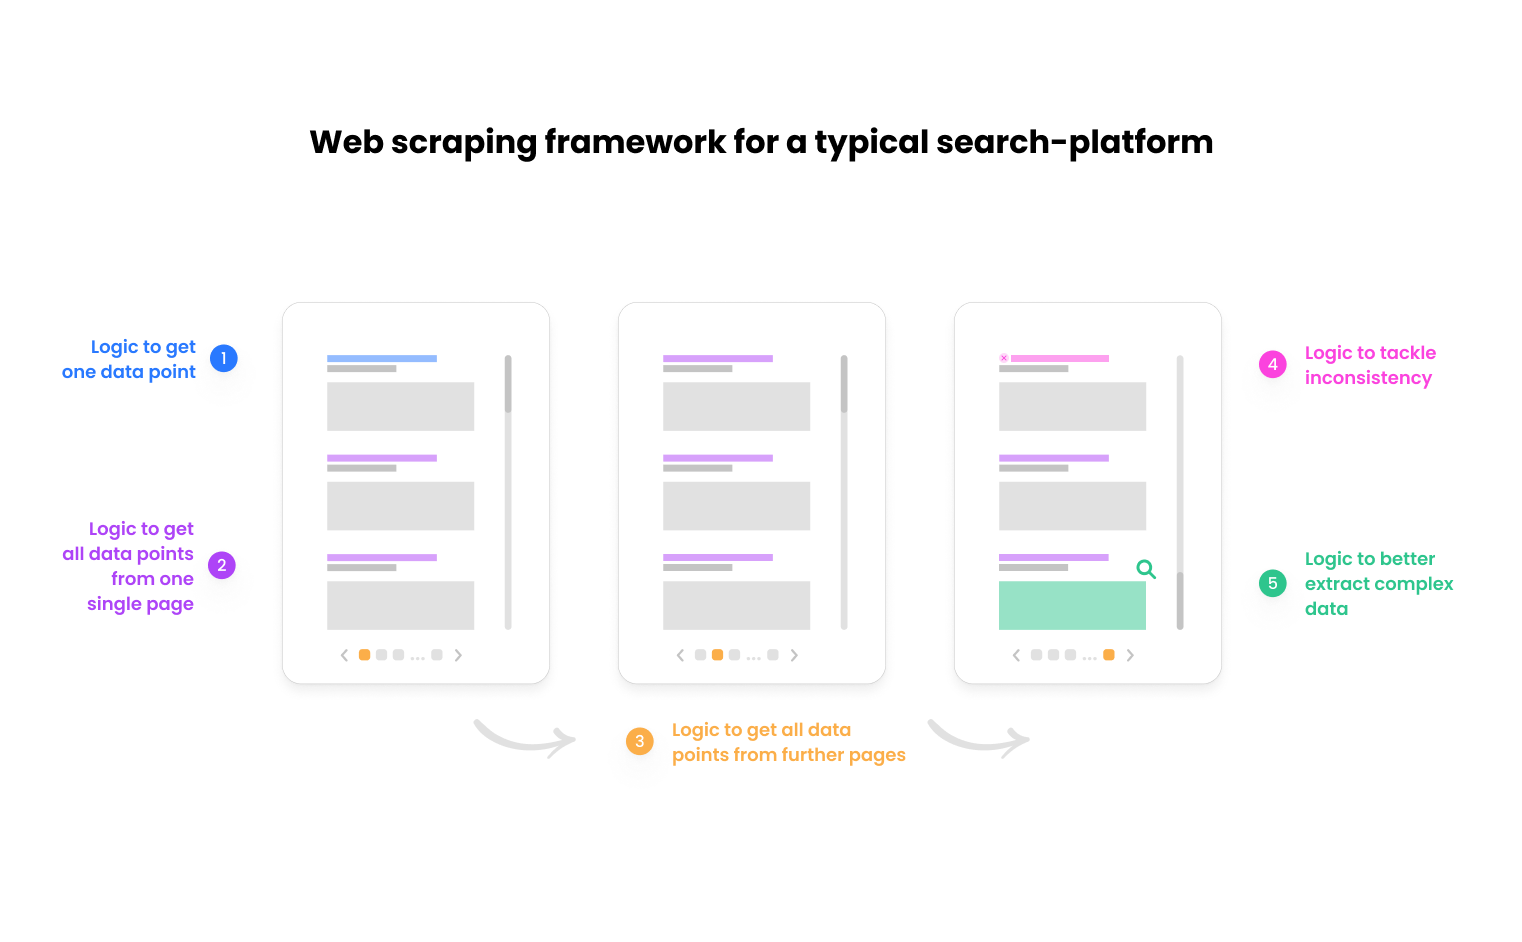 Web scraping framework for a typical search-platform
Logic to get
one data point
1
Logic to get
all data points
from one
single page
2
3
Logic to get all data
points from further pages
4
Logic to tackle
inconsistency
5
Logic to better
extract complex
data